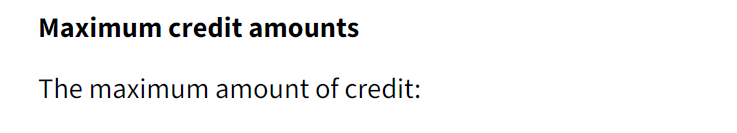 Maximum credit amounts
The maximum amount of credit: